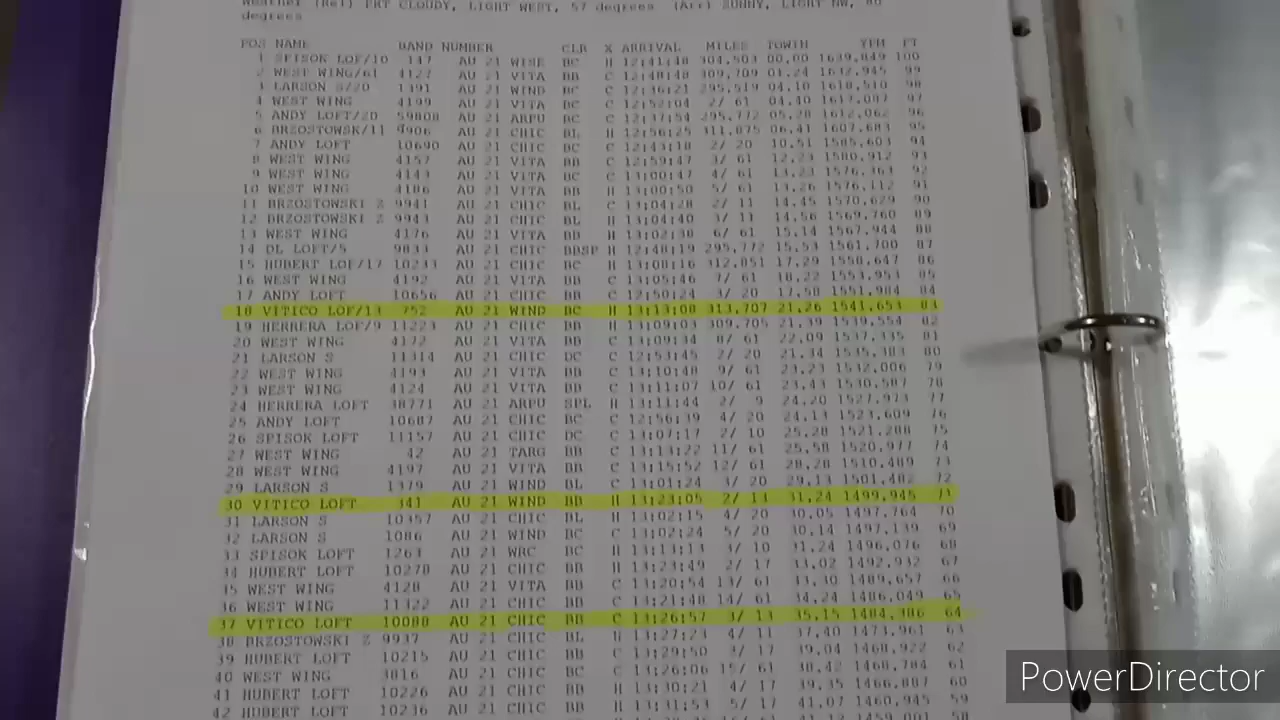 Weather (Rel) PRT CLOUDY, LIGHT WEST, 57 degrees (Arr) SUNNY, LIGHT NW, 80
degrees
POS NAME BAND NUMBER CLR X ARRIVAL MILES TOWIN YPM PT
1 SPISOK LOF/10 147 AU 21 WISE BC H 12:41:48 304,503 00.00 1639,849 100
2 WEST WING/61 4127 AU 21 VITA BB C 12:48:48 309,709 01.24 1632,945 99
3 LARSON S/20 1391 AU 21 WIND BC C 12:36:21 295,519 04.10 1618,510 98
4 WEST WING 4199 AU 21 VITA BC C 12:52:04 2/ 61 04.40 1617,087 97
5 ANDY LOFT/20 59808 AU 21 ARPU BC C 12:37:54 295,772 05.28 1612,062 96
6 BRZOSTOWSK/11 9906 AU 21 CHIC BL H 12:56:25 311,875 06.41 1607,683 95
7 ANDY LOFT 10690 AU 21 CHIC BC C 12:43:18 2/ 20 10.51 1585,603 94
8 WEST WING 4157 AU 21 VITA BB C 12:59:47 3/ 61 12.23 1580,912 93
9 WEST WING 4143 AU 21 VITA BC C 13:00:47 4/ 61 13.23 1576,363 92
10 WEST WING 4186 AU 21 VITA BB H 13:00:50 5/ 61 13.26 1576,112 91
11 BRZOSTOWSKI Z 9941 AU 21 CHIC BL C 13:04:28 2/ 11 14.45 1570,629 90
12 BRZOSTOWSKI Z 9943 AU 21 CHIC BL H 13:04:40 3/ 11 14.56 1569,760 89
13 WEST WING 4176 AU 21 VITA BB H 13:02:38 6/ 61 15.14 1567,944 88
14 DL LOFT/5 9833 AU 21 CHIC BBSP H 12:48:19 295,772 15.53 1561,700 87
15 HUBERT LOF/17 10233 AU 21 CHIC BC H 13:08:16 312,851 17.29 1558,647 86
16 WEST WING 4192 AU 21 VITA BB C 13:05:46 7/ 61 18.22 1553,953 85
17 ANDY LOFT 10656 AU 21 CHIC BB C 12:50:24 3/ 20 17.58 1551,984 84
18 VITICO LOF/13 752 AU 21 WIND BC H 13:13:08 313,707 21.26 1541,653 83
19 HERRERA LOF/9 11223 AU 21 CHIC BB H 13:09:03 309,705 21.39 1539,554 82
20 WEST WING 4172 AU 21 VITA BB C 13:09:34 8/ 61 22.09 1537,335 81
21 LARSON S 11314 AU 21 CHIC DC C 12:53:45 2/ 20 21.34 1535,383 80
22 WEST WING 4193 AU 21 VITA BB C 13:10:48 9/ 61 23.23 1532,006 79
23 WEST WING 4124 AU 21 VITA BB C 13:11:07 10/ 61 23.43 1530,587 78
24 HERRERA LOFT 38771 AU 21 ARPU SPL H 13:11:44 2/ 9 24.20 1527,973 77
25 ANDY LOFT 10687 AU 21 CHIC BC C 12:56:39 4/ 20 24.13 1523,609 76
26 SPISOK LOFT 11157 AU 21 CHIC DC C 13:07:17 2/ 10 25.28 1521,288 75
27 WEST WING 42 AU 21 TARG BB C 13:13:22 11/ 61 25.58 1520,977 74
28 WEST WING 4197 AU 21 VITA BB C 13:15:52 12/ 61 28.28 1510,489 73
29 LARSON S 1379 AU 21 WIND BL C 13:01:24 3/ 20 29.13 1501,482 72
30 VITICO LOFT 341 AU 21 WIND BB H 13:23:05 2/ 13 31.24 1499,945 71
31 LARSON S 10357 AU 21 CHIC BL H 13:02:15 4/ 20 30.05 1497,764 70
32 LARSON S 1086 AU 21 WIND BC C 13:02:24 5/ 20 30.14 1497,139 69
33 SPISOK LOFT 1263 AU 21 WRC BC H 13:13:13 3/ 10 31.24 1496,076 68
34 HUBERT LOFT 10278 AU 21 CHIC BB H 13:23:49 2/ 17 33.02 1492,932 67
35 WEST WING 4128 AU 21 VITA BB C 13:20:54 13/ 61 33.30 1489,657 66
36 WEST WING 11322 AU 21 CHIC BB C 13:21:48 14/ 61 34.24 1486,049 65
37 VITICO LOFT 10088 AU 21 CHIC BB C 13:26:57 3/ 13 35.15 1484,386 64
38 BRZOSTOWSKI Z 9937 AU 21 CHIC BL H 13:27:23 4/ 11 37.40 1473,961 63
39 HUBERT LOFT 10215 AU 21 CHIC BB C 13:29:50 3/ 17 39.04 1468,922 62
40 WEST WING 3816 AU 21 CHIC BC C 13:26:06 15/ 61 38.42 1468,784 61
41 HUBERT LOFT 10226 AU 21 CHIC BB H 13:30:21 4/ 17 39.35 1466,887 60
42 HUBERT LOFT 10236 AU 21 CHIC BB C 13:31:53 5/ 17 41.07 1460,945 59
61 41.12 1459,001 58
PowerDirector